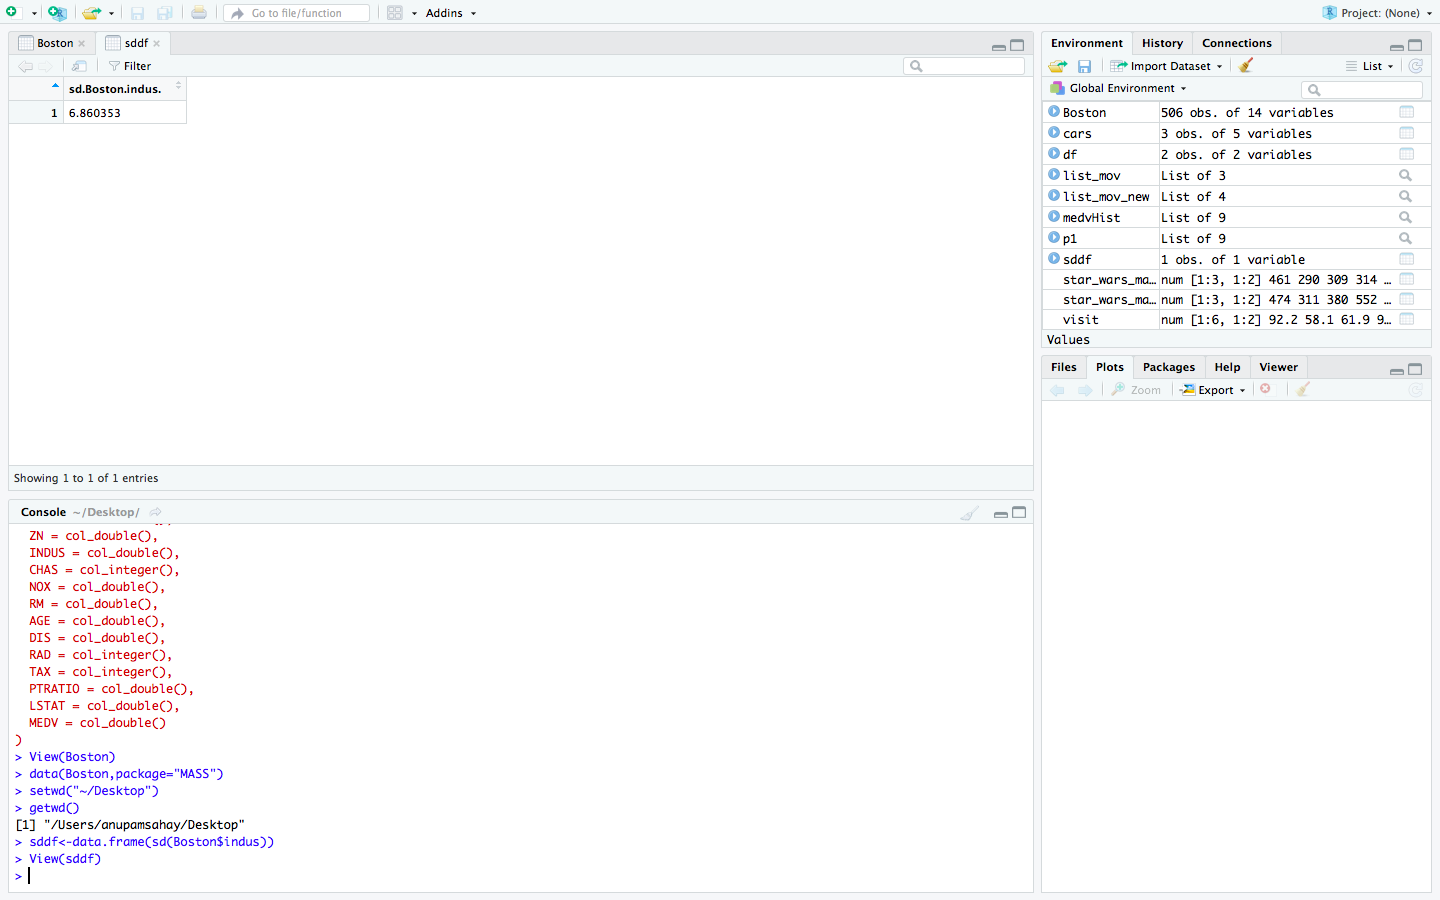 Go to file/function
Addins
Project: (None)
Boston
sddf
Filter
sd.Boston.indus.
1 6.860353
Showing 1 to 1 of 1 entries
Console ~/Desktop/
ZN = col_double(),
INDUS = col_double(),
CHAS = col_integer(),
NOX = col_double(),
RM = col_double(),
AGE = col_double(),
DIS = col_double(),
RAD = col_integer(),
TAX = col_integer(),
PTRATIO = col_double(),
LSTAT = col_double(),
MEDV = col_double()
)
> View(Boston)
> data(Boston,package="MASS")
> setwd("~/Desktop")
> getwd()
[1] "/Users/anupamsahay/Desktop"
> sddf<-data.frame(sd(Boston$indus))
> View(sddf)
>
Environment History Connections
Import Dataset
List
Global Environment
Boston 506 obs. of 14 variables
cars 3 obs. of 5 variables
df 2 obs. of 2 variables
list_mov List of 3
list_mov_new List of 4
medvHist List of 9
p1 List of 9
sddf 1 obs. of 1 variable
star_wars_ma… num [1:3, 1:2] 461 290 309 314 …
star_wars_ma… num [1:3, 1:2] 474 311 380 552 …
visit num [1:6, 1:2] 92.2 58.1 61.9 9…
Values
Files Plots Packages Help Viewer
Zoom Export